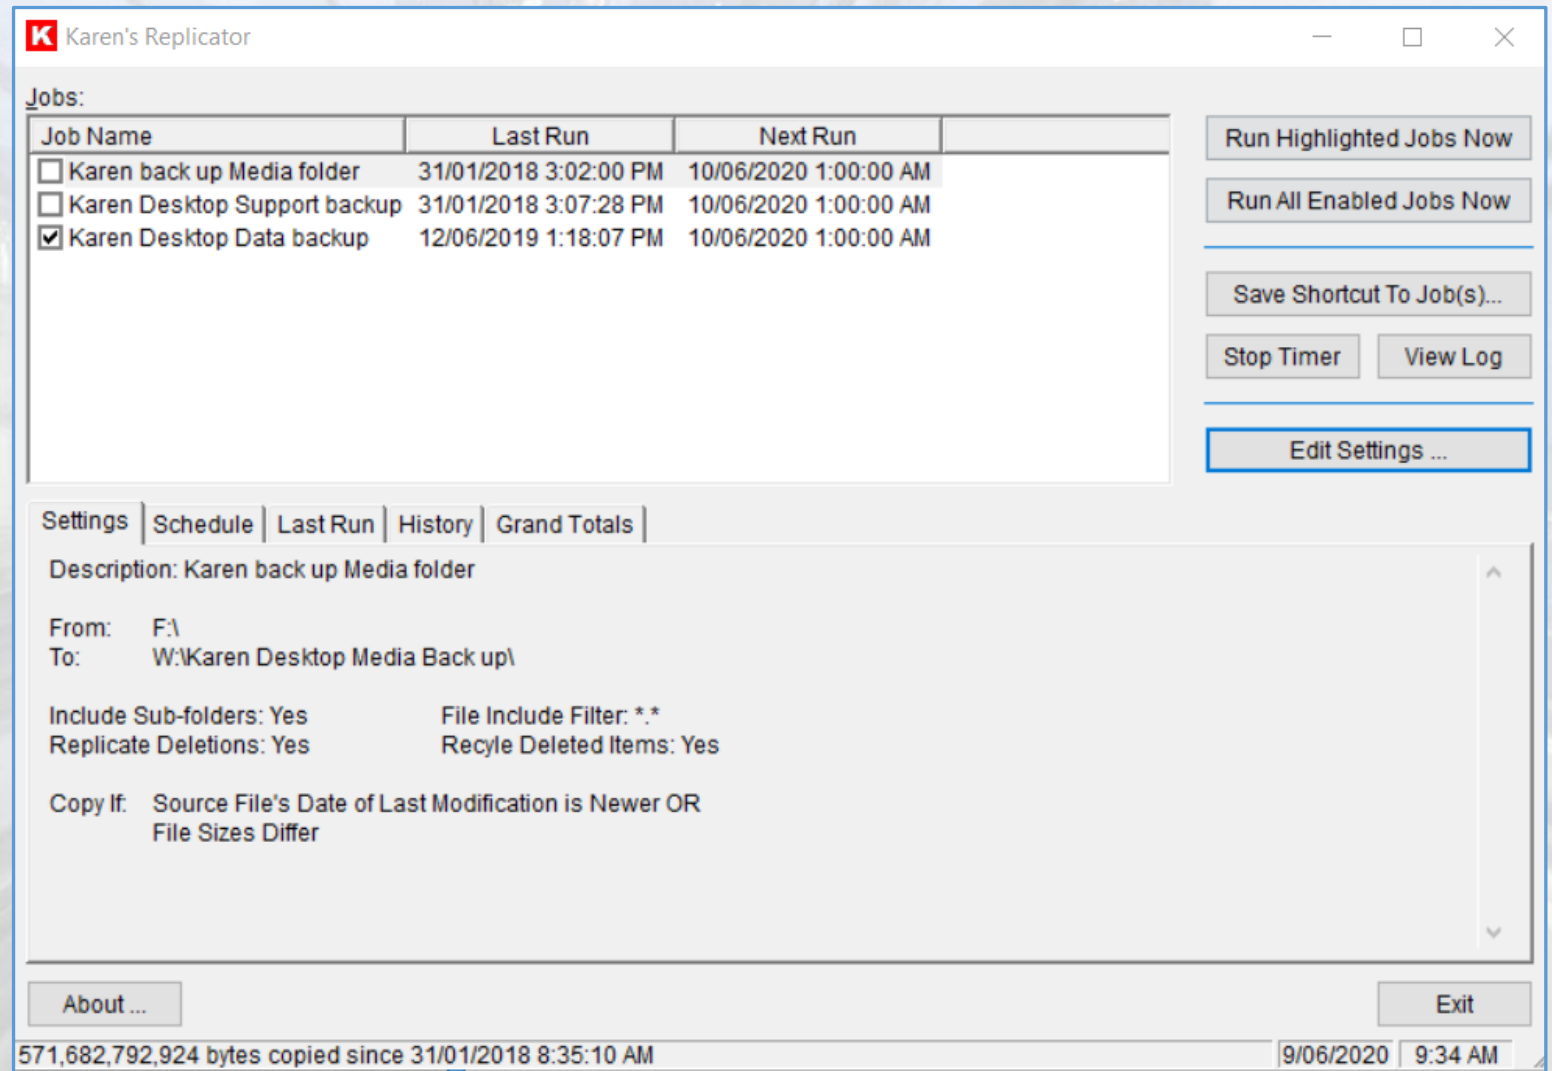 K Karen's Replicator
Jobs:
Job Name Last Run Next Run
Karen back up Media folder 31/01/2018 3:02:00 PM 10/06/2020 1:00:00 AM
Karen Desktop Support backup 31/01/2018 3:07:28 PM 10/06/2020 1:00:00 AM
Karen Desktop Data backup 12/06/2019 1:18:07 PM 10/06/2020 1:00:00 AM
Run Highlighted Jobs Now
Run All Enabled Jobs Now
Save Shortcut To Job(s)...
Stop Timer View Log
Edit Settings ...
Settings Schedule Last Run History Grand Totals
Description: Karen back up Media folder
From: F:\
To: W:\Karen Desktop Media Back up\
Include Sub-folders: Yes File Include Filter: *.*
Replicate Deletions: Yes Recyle Deleted Items: Yes
Copy If: Source File's Date of Last Modification is Newer OR
File Sizes Differ
About ... Exit
571,682,792,924 bytes copied since 31/01/2018 8:35:10 AM 9/06/2020 9:34 AM